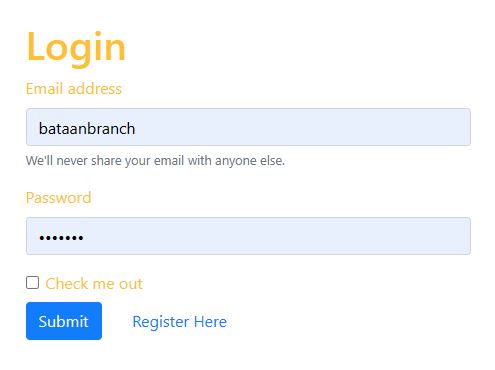 Login
Email address
bataanbranch
We'll never share your email with anyone else.
Password
•••••••
Check me out
Submit Register Here